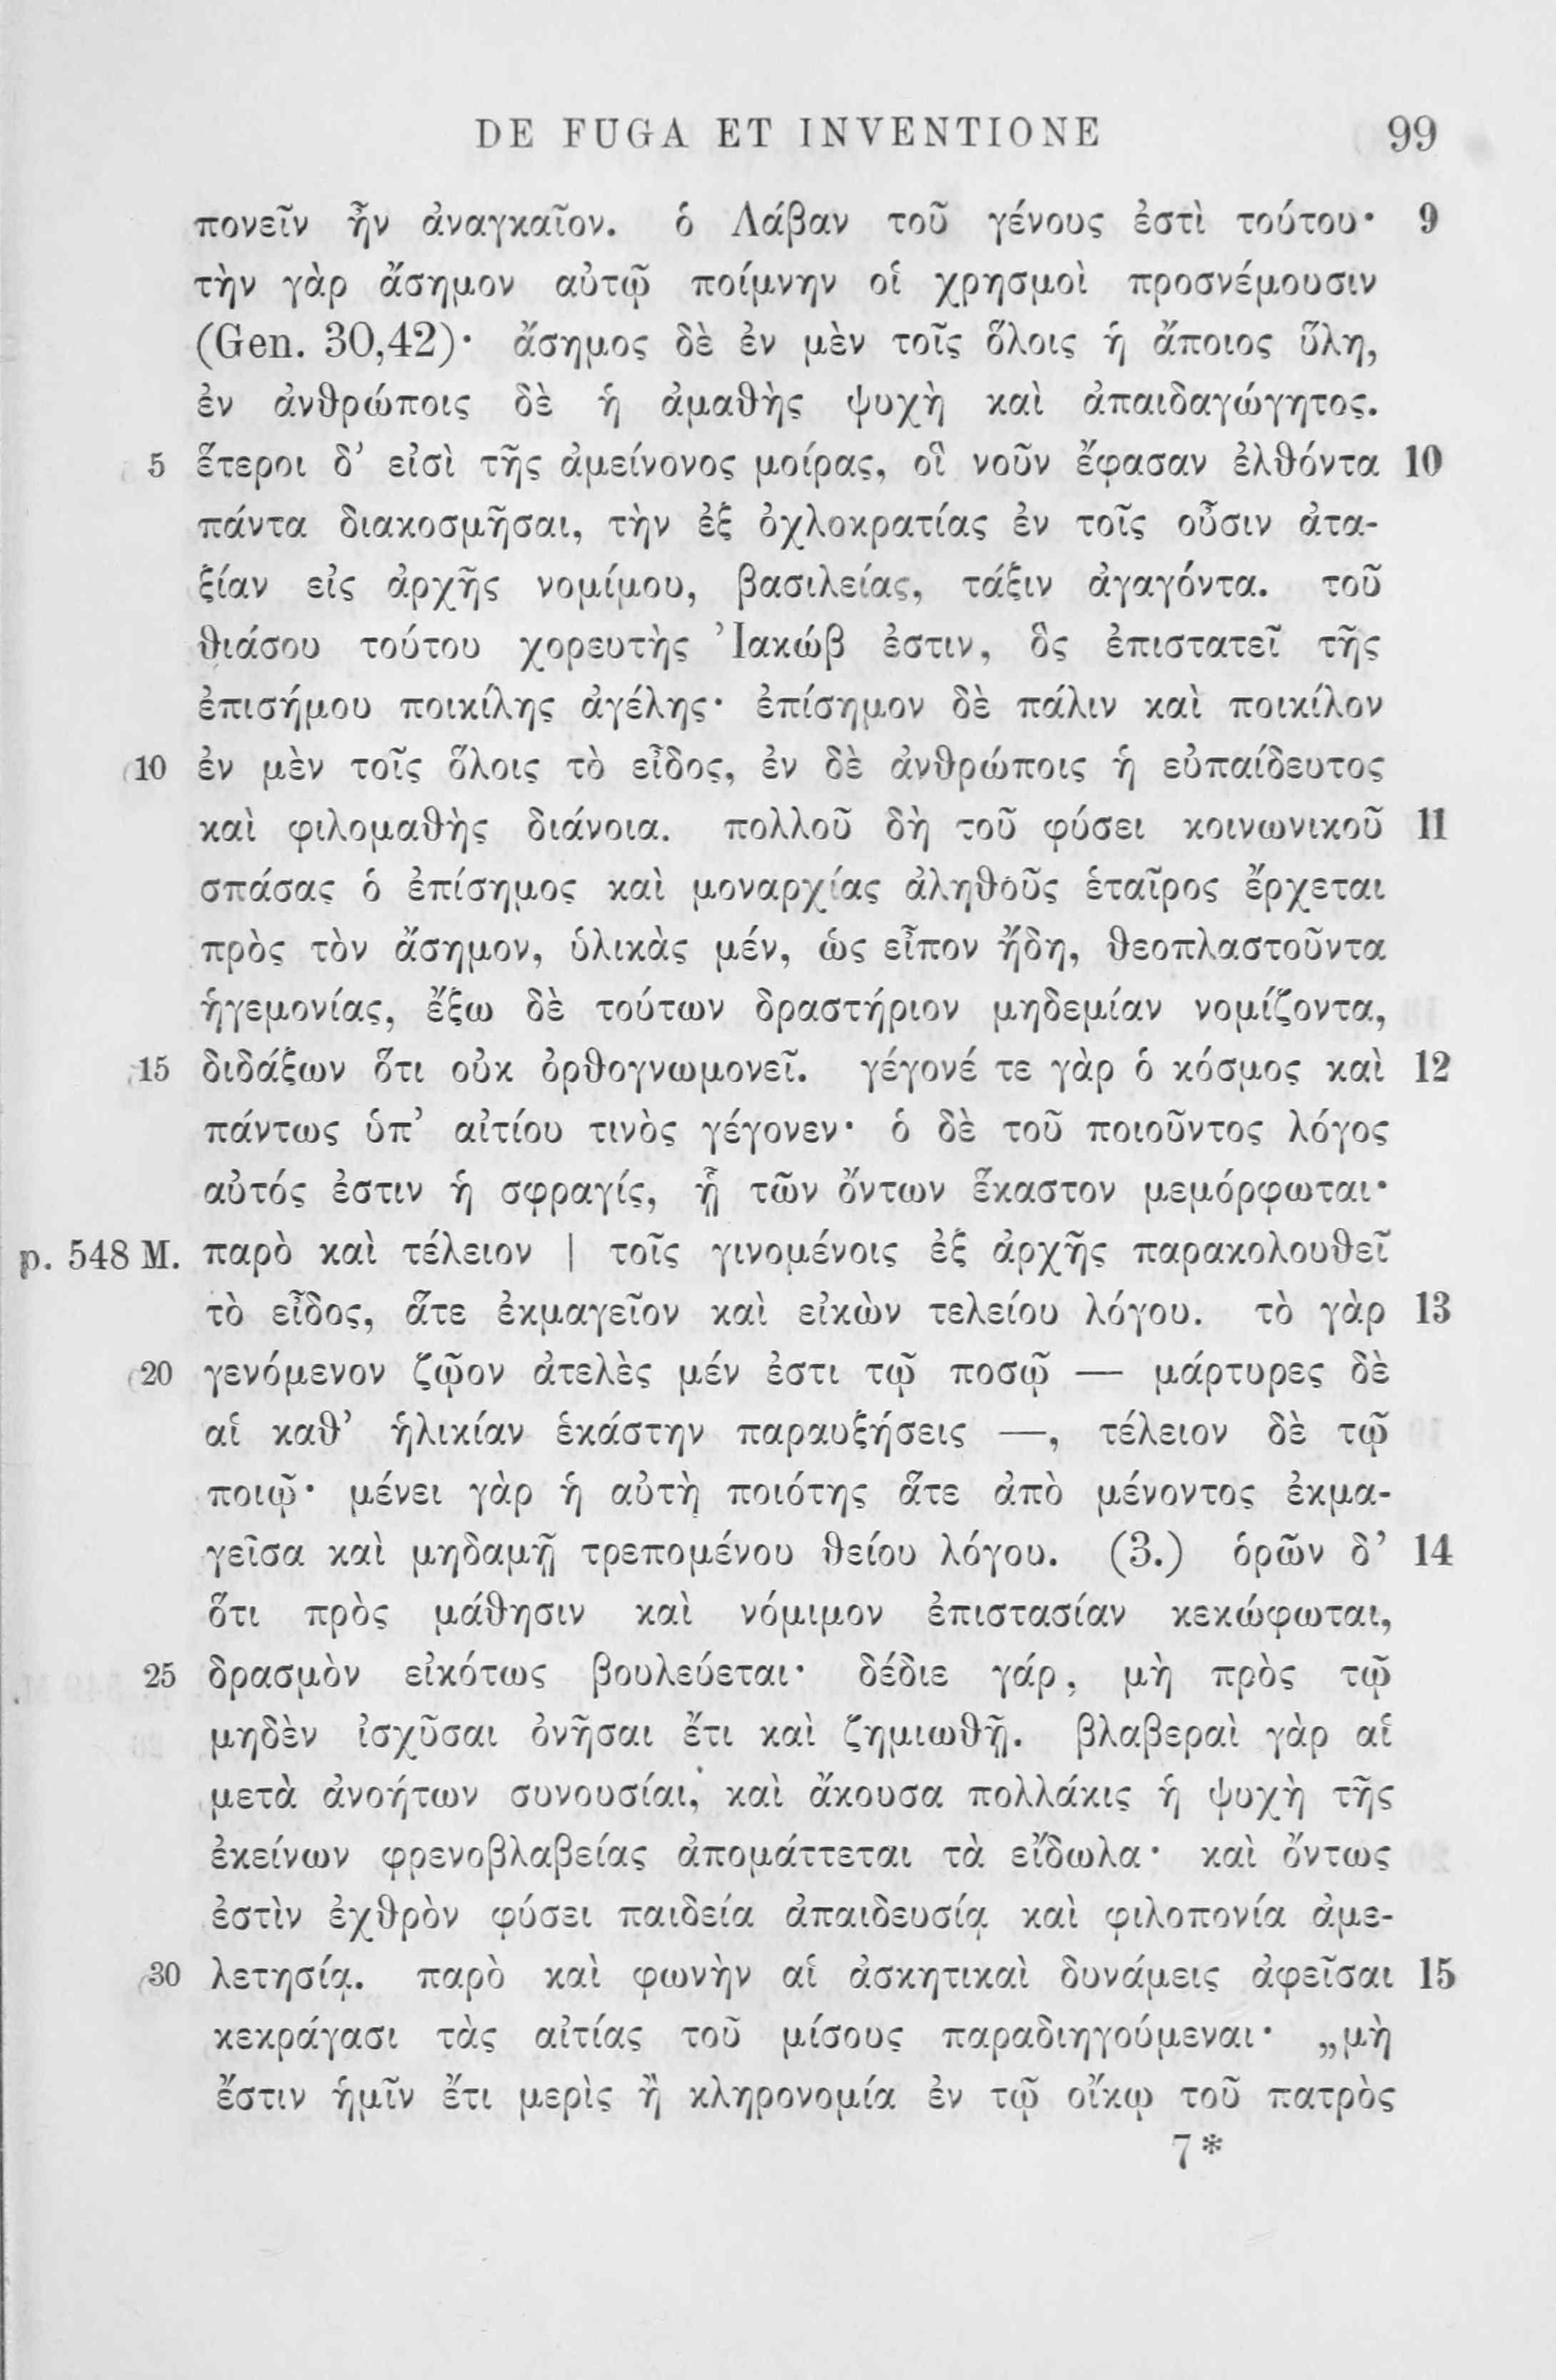 DE FUGA ET INVENTIONE 99
πονεῖν ἦν ἀναγκαῖον. ὁ Λάβαν τοῦ γένους ἐστὶ τούτου· 9
τὴν γὰρ ἄσημον αὐτῷ ποίμνην οἱ χρησμοὶ προσνέμουσιν
(Gen. 30,42)· ἄσημος δὲ ἐν μὲν τοῖς ὅλοις ἡ ἄποιος ὕλη,
ἐν ἀνθρώποις δὲ ἡ ἀμαθὴς ψυχὴ καὶ ἀπαιδαγώγητος.
5 ἕτεροι δ’ εἰσὶ τῆς ἀμείνονος μοίρας, οἳ νοῦν ἔφασαν ἐλθόντα 10
πάντα διακοσμῆσαι, τὴν ἐξ ὀχλοκρατίας ἐν τοῖς οὖσιν ἀτα-
ξίαν εἰς ἀρχῆς νομίμου, βασιλείας, τάξιν ἀγαγόντα. τοῦ
θιάσου τούτου χορευτὴς Ἰακώβ ἐστιν, ὃς ἐπιστατεῖ τῆς
ἐπισήμου ποικίλης ἀγέλης· ἐπίσημον δὲ πάλιν καὶ ποικίλον
10 ἐν μὲν τοῖς ὅλοις τὸ εἶδος, ἐν δὲ ἀνθρώποις ἡ εὐπαίδευτος
καὶ φιλομαθὴς διάνοια. πολλοῦ δὴ τοῦ φύσει κοινωνικοῦ 11
σπάσας ὁ ἐπίσημος καὶ μοναρχίας ἀληθοῦς ἑταῖρος ἔρχεται
πρὸς τὸν ἄσημον, ὑλικὰς μέν, ὡς εἶπον ἤδη, θεοπλαστοῦντα
ἡγεμονίας, ἔξω δὲ τούτων δραστήριον μηδεμίαν νομίζοντα,
15 διδάξων ὅτι οὐκ ὀρθογνωμονεῖ. γέγονέ τε γὰρ ὁ κόσμος καὶ 12
πάντως ὑπ’ αἰτίου τινὸς γέγονεν· ὁ δὲ τοῦ ποιοῦντος λόγος
αὐτός ἐστιν ἡ σφραγίς, ᾗ τῶν ὄντων ἕκαστον μεμόρφωται·
p. 548 M. παρὸ καὶ τέλειον | τοῖς γινομένοις ἐξ ἀρχῆς παρακολουθεῖ
τὸ εἶδος, ἅτε ἐκμαγεῖον καὶ εἰκὼν τελείου λόγου. τὸ γὰρ 13
20 γενόμενον ζῷον ἀτελὲς μέν ἐστι τῷ ποσῷ — μάρτυρες δὲ
αἱ καθ’ ἡλικίαν ἑκάστην παραυξήσεις —, τέλειον δὲ τῷ
ποιῷ· μένει γὰρ ἡ αὐτὴ ποιότης ἅτε ἀπὸ μένοντος ἐκμα-
γεῖσα καὶ μηδαμῇ τρεπομένου θείου λόγου. (3.) ὁρῶν δ’ 14
ὅτι πρὸς μάθησιν καὶ νόμιμον ἐπιστασίαν κεκώφωται,
25 δρασμὸν εἰκότως βουλεύεται· δέδιε γάρ, μὴ πρὸς τῷ
μηδὲν ἰσχῦσαι ὀνῆσαι ἔτι καὶ ζημιωθῇ. βλαβεραὶ γὰρ αἱ
μετὰ ἀνοήτων συνουσίαι, καὶ ἄκουσα πολλάκις ἡ ψυχὴ τῆς
ἐκείνων φρενοβλαβείας ἀπομάττεται τὰ εἴδωλα· καὶ ὄντως
ἐστὶν ἐχθρὸν φύσει παιδεία ἀπαιδευσίᾳ καὶ φιλοπονία ἀμε-
30 λετησίᾳ. παρὸ καὶ φωνὴν αἱ ἀσκητικαὶ δυνάμεις ἀφεῖσαι 15
κεκράγασι τὰς αἰτίας τοῦ μίσους παραδιηγούμεναι· „μὴ
ἔστιν ἡμῖν ἔτι μερὶς ἢ κληρονομία ἐν τῷ οἴκῳ τοῦ πατρὸς
7*